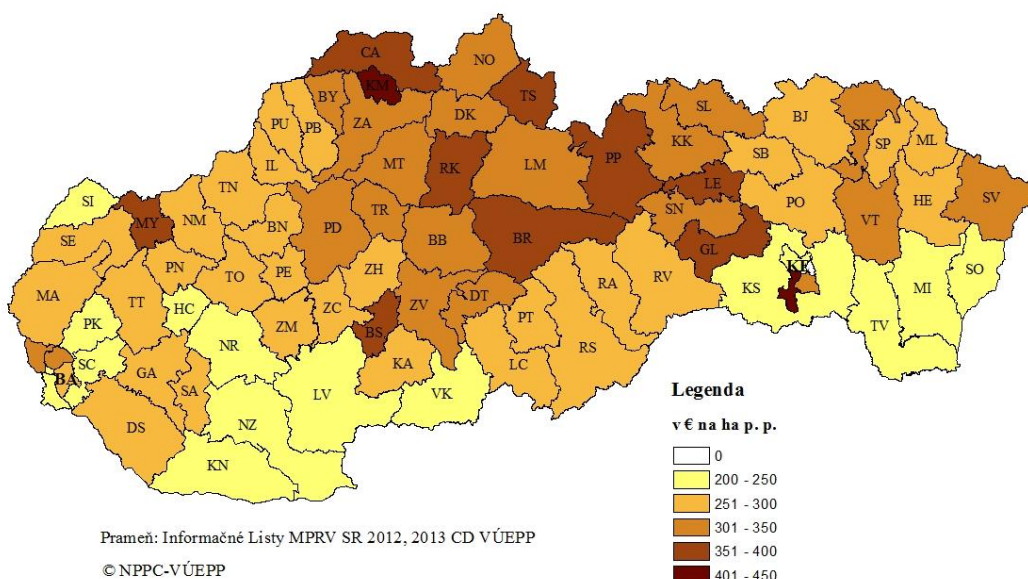 CA
NO
KM
BY
TS
SL
PU
PB
ZA
DK
BJ
SK
SP
ML
KK
IL
MT
RK
LM
PP
SB
LE
TN
SI
MY
NM
BN
PD
TR
BB
BR
SN
PO
VT
HE
SV
SE
GL
PN
TO
PE
ZH
RV
KE
KS
MI
SO
MA
TT
HC
ZM
ZC
ZV
DT
RA
PT
TV
PK
NR
BS
RS
SC
BA
GA
SA
LV
KA
LC
DS
NZ
VK
KN
Legenda
v € na ha p. p.
0
200 - 250
251 - 300
301 - 350
351 - 400
401 - 450
Prameň: Informačné Listy MPRV SR 2012, 2013 CD VÚEPP
© NPPC-VÚEPP